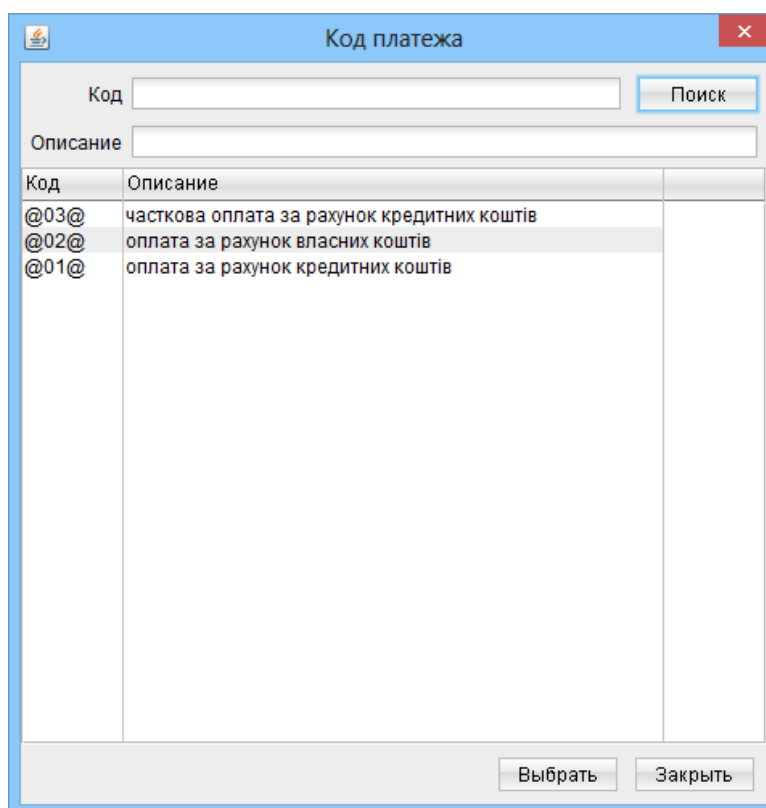 Код платежа
Код Поиск
Описание
Код Описание
@03@ часткова оплата за рахунок кредитних коштів
@02@ оплата за рахунок власних коштів
@01@ оплата за рахунок кредитних коштів
Выбрать Закрыть